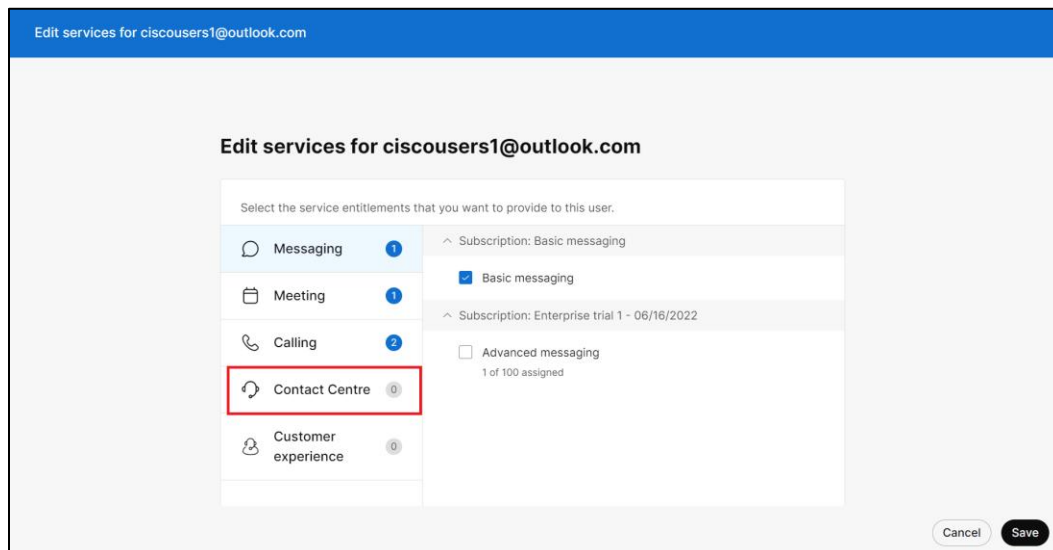 Edit services for ciscousers1@outlook.com
Edit services for ciscousers1@outlook.com
Select the service entitlements that you want to provide to this user.
Messaging 1
Meeting 1
Calling 2
Contact Centre 0
Customer
experience 0
Subscription: Basic messaging
Basic messaging
Subscription: Enterprise trial 1 - 06/16/2022
Advanced messaging
1 of 100 assigned
Cancel Save